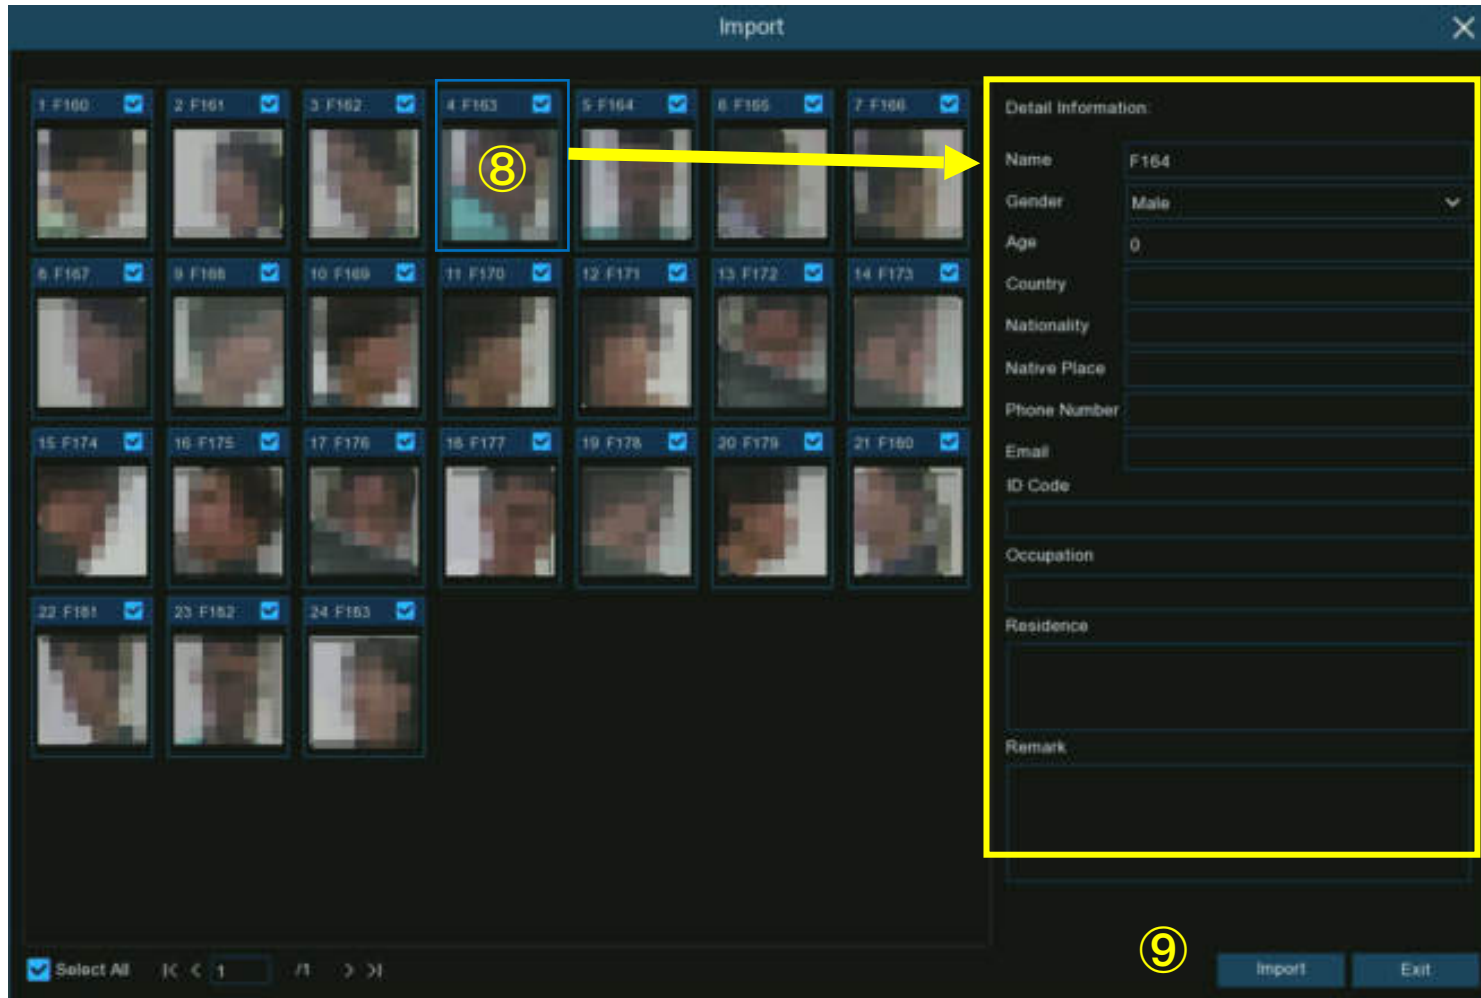 Import
1 F160
2 F161
3 F162
4 F163
5 F164
6 F165
7 F166
⑧
8 F167
9 F168
10 F169
11 F170
12 F171
13 F172
14 F173
15 F174
16 F175
17 F176
18 F177
19 F178
20 F179
21 F180
22 F181
23 F182
24 F183
Detail Information:
Name F164
Gender Male
Age 0
Country
Nationality
Native Place
Phone Number
Email
ID Code
Occupation
Residence
Remark
⑨
Select All 1 /1
Import Exit